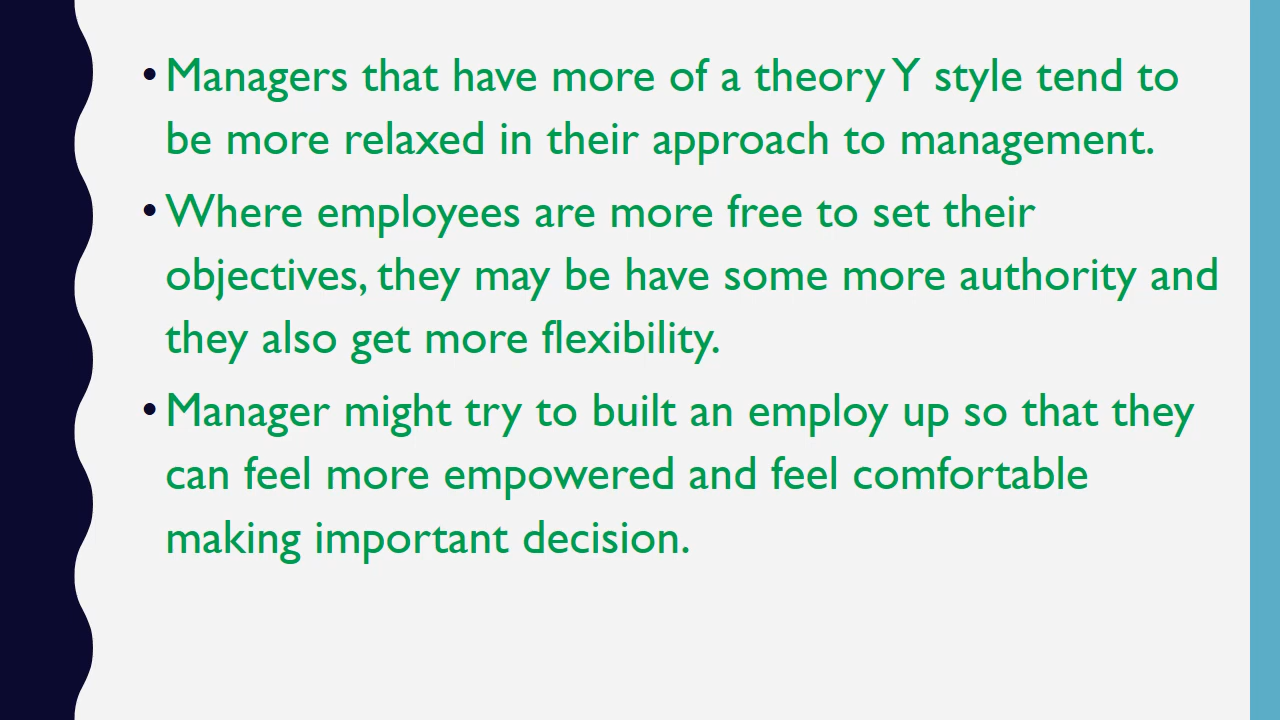 • Managers that have more of a theory Y style tend to
be more relaxed in their approach to management.
• Where employees are more free to set their
objectives, they may be have some more authority and
they also get more flexibility.
• Manager might try to built an employ up so that they
can feel more empowered and feel comfortable
making important decision.